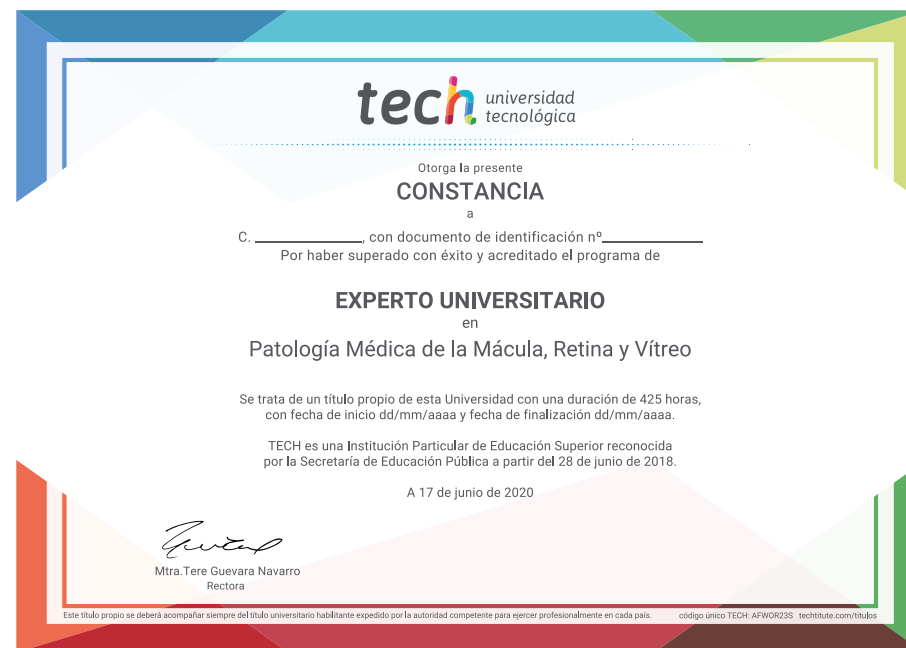 tech universidad
tecnológica
Otorga la presente
CONSTANCIA
a
C. ____________, con documento de identificación nº____________
Por haber superado con éxito y acreditado el programa de
EXPERTO UNIVERSITARIO
en
Patología Médica de la Mácula, Retina y Vítreo
Se trata de un título propio de esta Universidad con una duración de 425 horas,
con fecha de inicio dd/mm/aaaa y fecha de finalización dd/mm/aaaa.
TECH es una Institución Particular de Educación Superior reconocida
por la Secretaría de Educación Pública a partir del 28 de junio de 2018.
A 17 de junio de 2020
Mtra.Tere Guevara Navarro
Rectora
Este título propio se deberá acompañar siempre del título universitario habilitante expedido por la autoridad competente para ejercer profesionalmente en cada país. código único TECH: AFWOR23S techtitute.com/titulos